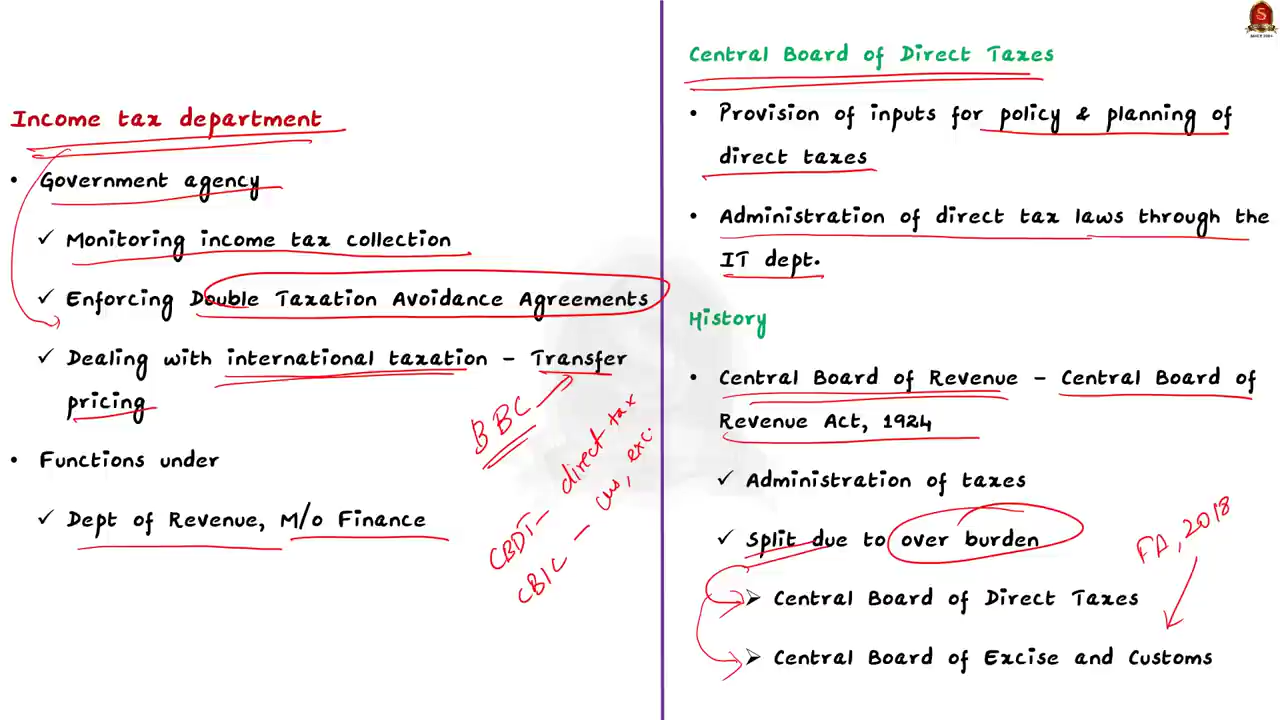 Income tax department
• Government agency
✓ Monitoring income tax collection
✓ Enforcing Double Taxation Avoidance Agreements
✓ Dealing with international taxation - Transfer
pricing
• Functions under
✓ Dept of Revenue, M/o Finance
BBC
CBDT - direct tax
CBIC - cus, exc.
Central Board of Direct Taxes
• Provision of inputs for policy & planning of
direct taxes
• Administration of direct tax laws through the
IT dept.
History
• Central Board of Revenue - Central Board of
Revenue Act, 1924
✓ Administration of taxes
✓ Split due to over burden
➢ Central Board of Direct Taxes
➢ Central Board of Excise and Customs
FA, 2018